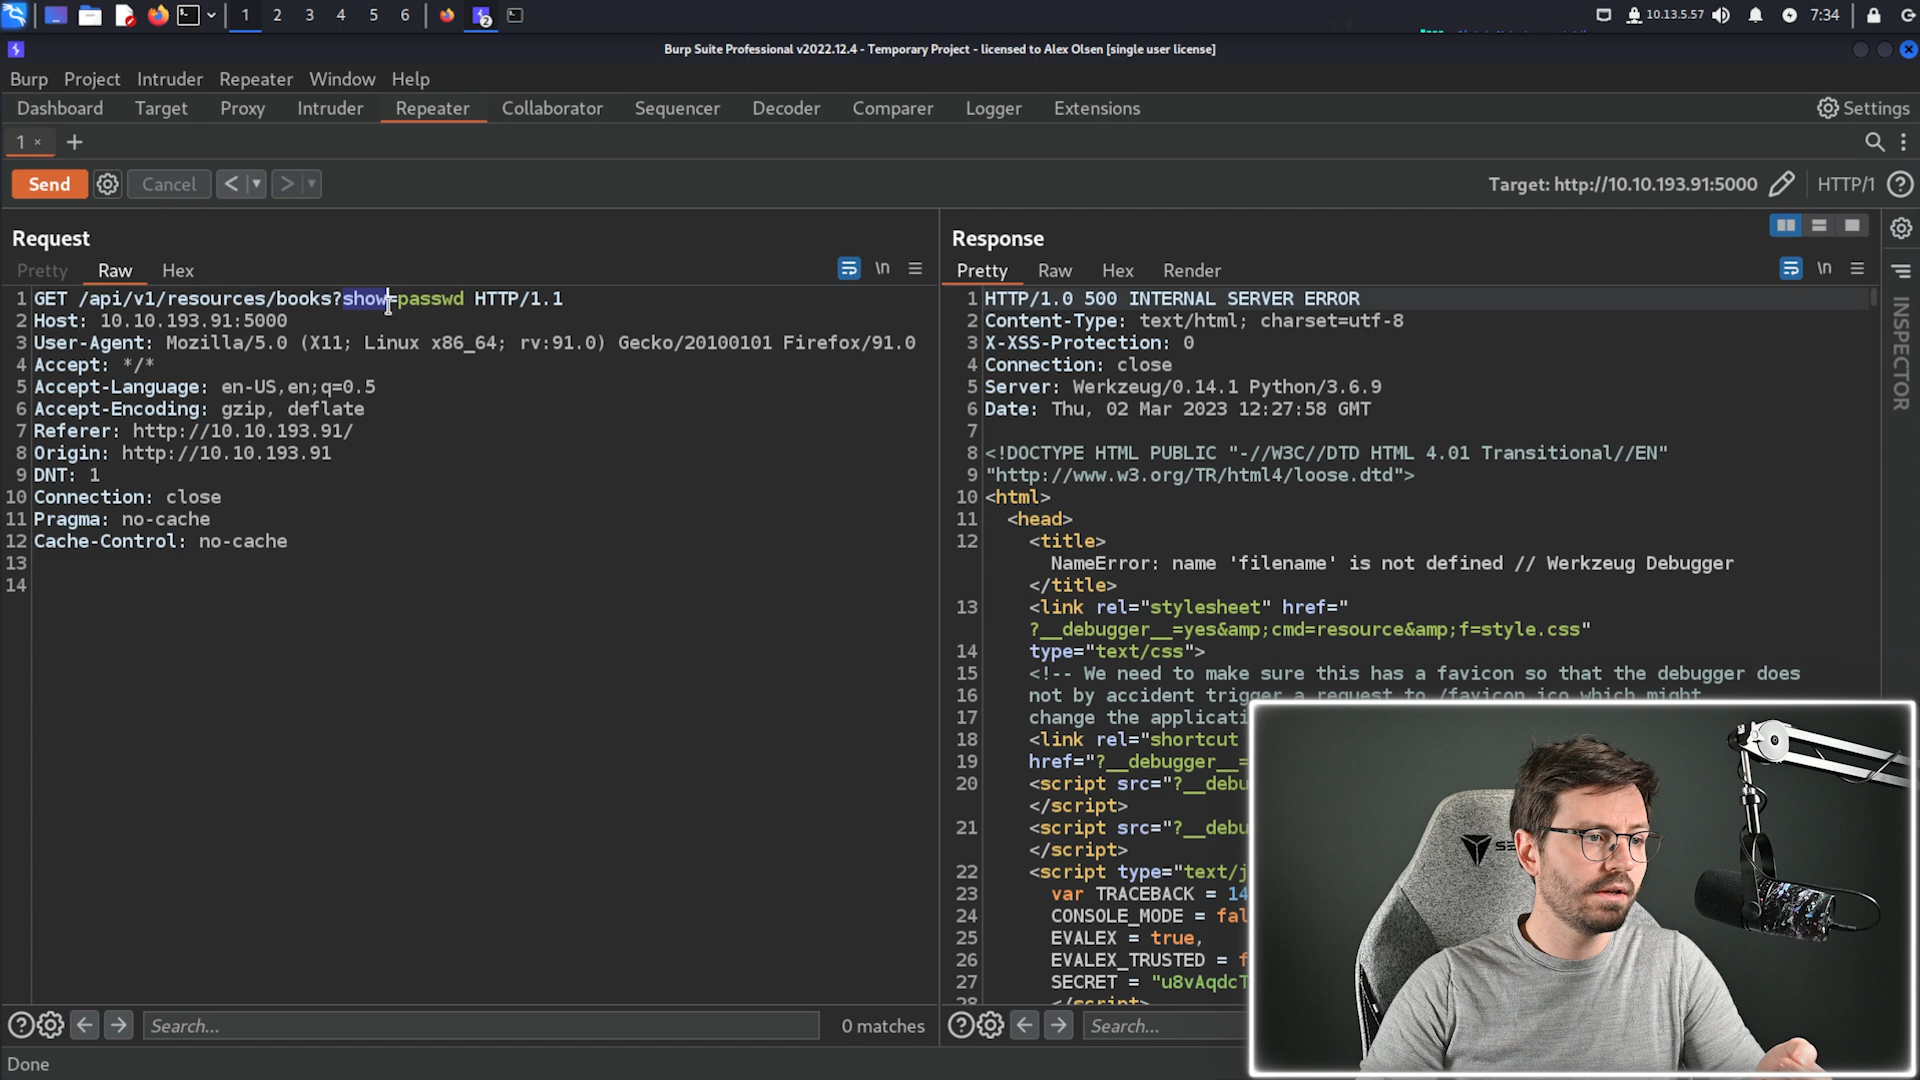 1 2 3 4 5 6 2 10.13.5.57 7:34
Burp Suite Professional v2022.12.4 - Temporary Project - licensed to Alex Olsen [single user license]
Burp Project Intruder Repeater Window Help
Dashboard Target Proxy Intruder Repeater Collaborator Sequencer Decoder Comparer Logger Extensions Settings
1 × +
Send Cancel < > Target: http://10.10.193.91:5000 HTTP/1 ?
Request
Pretty Raw Hex \n
1 GET /api/v1/resources/books?show=passwd HTTP/1.1
2 Host: 10.10.193.91:5000
3 User-Agent: Mozilla/5.0 (X11; Linux x86_64; rv:91.0) Gecko/20100101 Firefox/91.0
4 Accept: */*
5 Accept-Language: en-US,en;q=0.5
6 Accept-Encoding: gzip, deflate
7 Referer: http://10.10.193.91/
8 Origin: http://10.10.193.91
9 DNT: 1
10 Connection: close
11 Pragma: no-cache
12 Cache-Control: no-cache
13
14
Search... 0 matches
Response
Pretty Raw Hex Render \n
1 HTTP/1.0 500 INTERNAL SERVER ERROR
2 Content-Type: text/html; charset=utf-8
3 X-XSS-Protection: 0
4 Connection: close
5 Server: Werkzeug/0.14.1 Python/3.6.9
6 Date: Thu, 02 Mar 2023 12:27:58 GMT
7
8 <!DOCTYPE HTML PUBLIC "-//W3C//DTD HTML 4.01 Transitional//EN"
9 "http://www.w3.org/TR/html4/loose.dtd">
10 <html>
11 <head>
12 <title>
NameError: name 'filename' is not defined // Werkzeug Debugger
</title>
13 <link rel="stylesheet" href="
?__debugger__=yes&amp;cmd=resource&amp;f=style.css"
14 type="text/css">
15 <!-- We need to make sure this has a favicon so that the debugger does
16 not by accident trigger a request to /favicon.ico which might
17 change the applicati
18 <link rel="shortcut
19 href="?__debugger__=
20 <script src="?__debu
</script>
21 <script src="?__debu
</script>
22 <script type="text/j
23 var TRACEBACK = 14
24 CONSOLE_MODE = fal
25 EVALEX = true,
26 EVALEX_TRUSTED = f
27 SECRET = "u8vAqdcT
28 </script>
Search...
INSPECTOR
Done